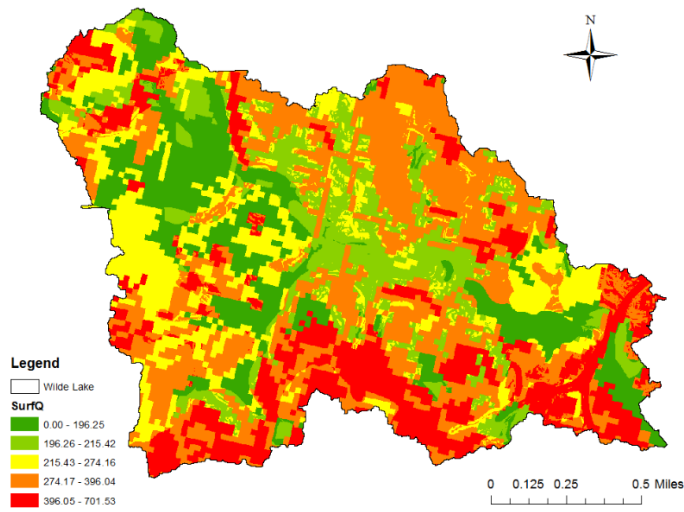 N
Legend
Wilde Lake
SurfQ
0.00 - 196.25
196.26 - 215.42
215.43 - 274.16
274.17 - 396.04
396.05 - 701.53
0 0.125 0.25 0.5 Miles